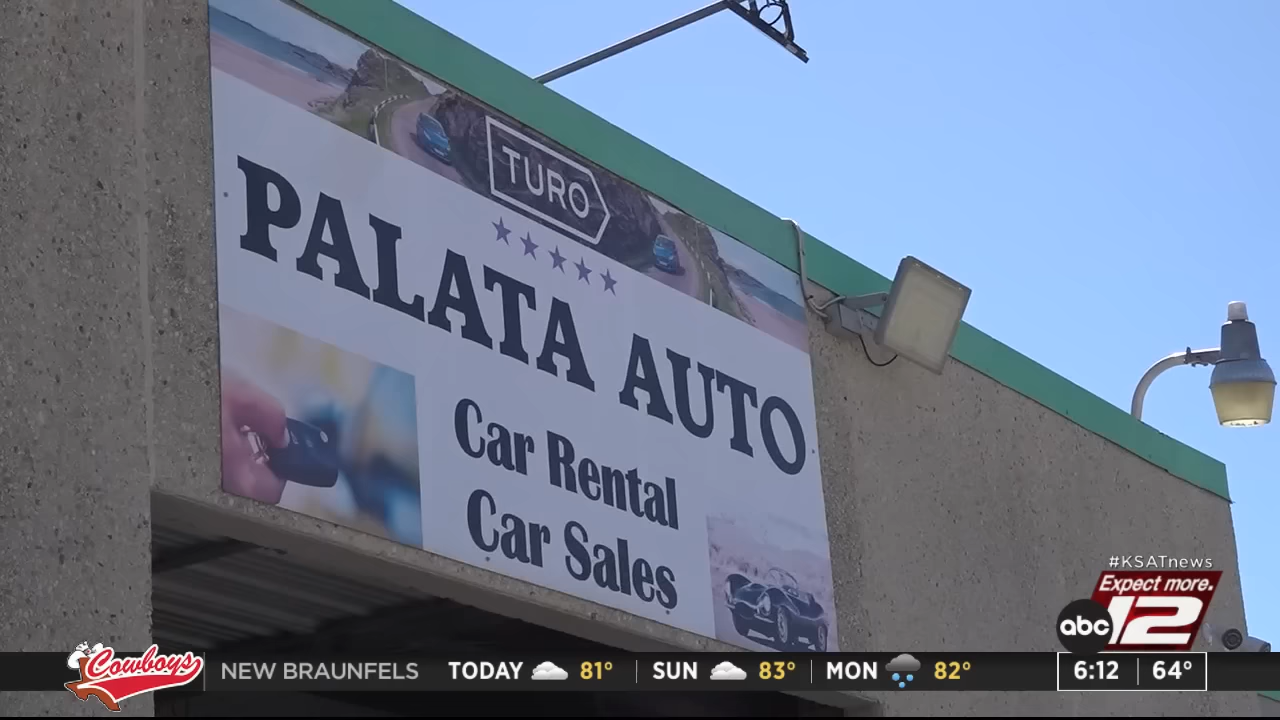 TURO
PALATA AUTO
Car Rental
Car Sales
#KSATnews
Expect more.
abc 12
Cowboys NEW BRAUNFELS TODAY 81° SUN 83° MON 82° 6:12 64°